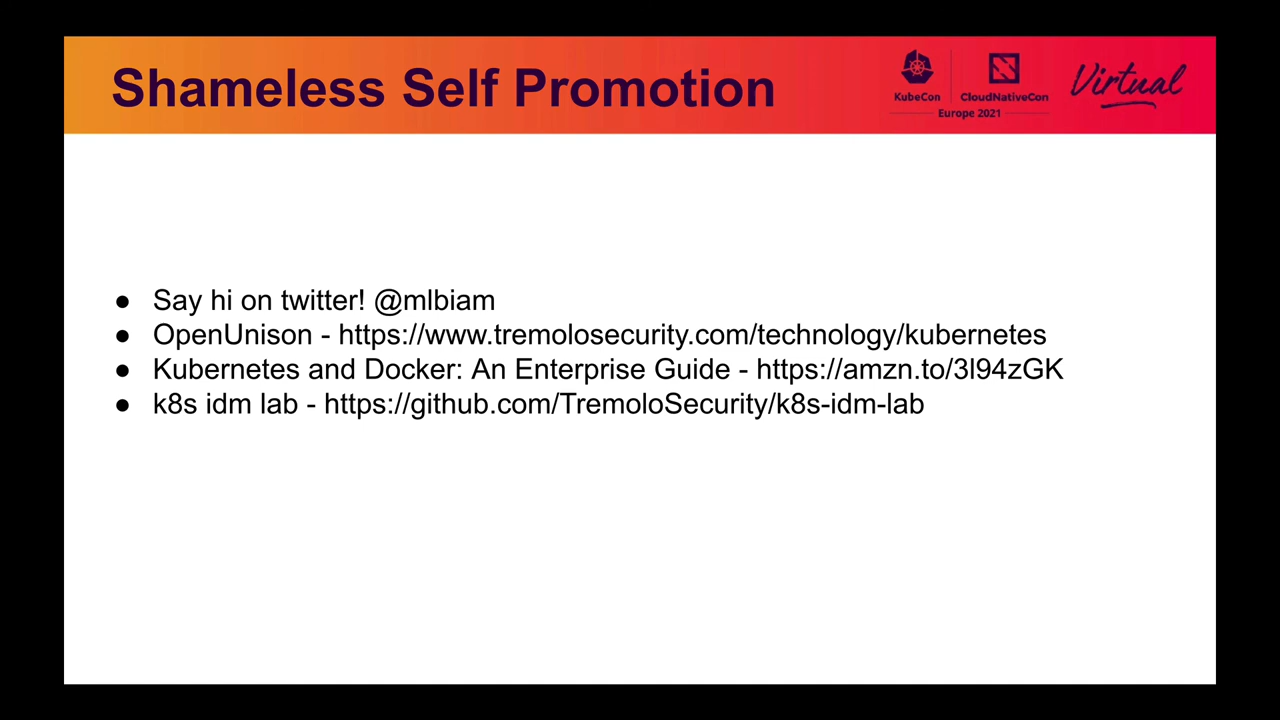 Shameless Self Promotion
KubeCon
CloudNativeCon
Europe 2021
Virtual
● Say hi on twitter! @mlbiam
● OpenUnison - https://www.tremolosecurity.com/technology/kubernetes
● Kubernetes and Docker: An Enterprise Guide - https://amzn.to/3l94zGK
● k8s idm lab - https://github.com/TremoloSecurity/k8s-idm-lab